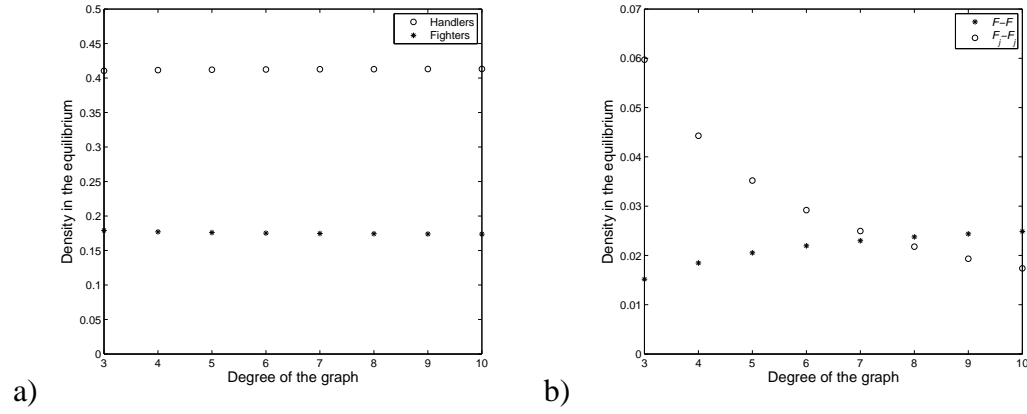 0.5
0.45
0.4
0.35
0.3
0.25
0.2
0.15
0.1
0.05
0
3 4 5 6 7 8 9 10
Density in the equilibrium
Degree of the graph
Handlers
Fighters
a)
0.07
0.06
0.05
0.04
0.03
0.02
0.01
0
3 4 5 6 7 8 9 10
Density in the equilibrium
Degree of the graph
F−F
F_j−F_j
b)